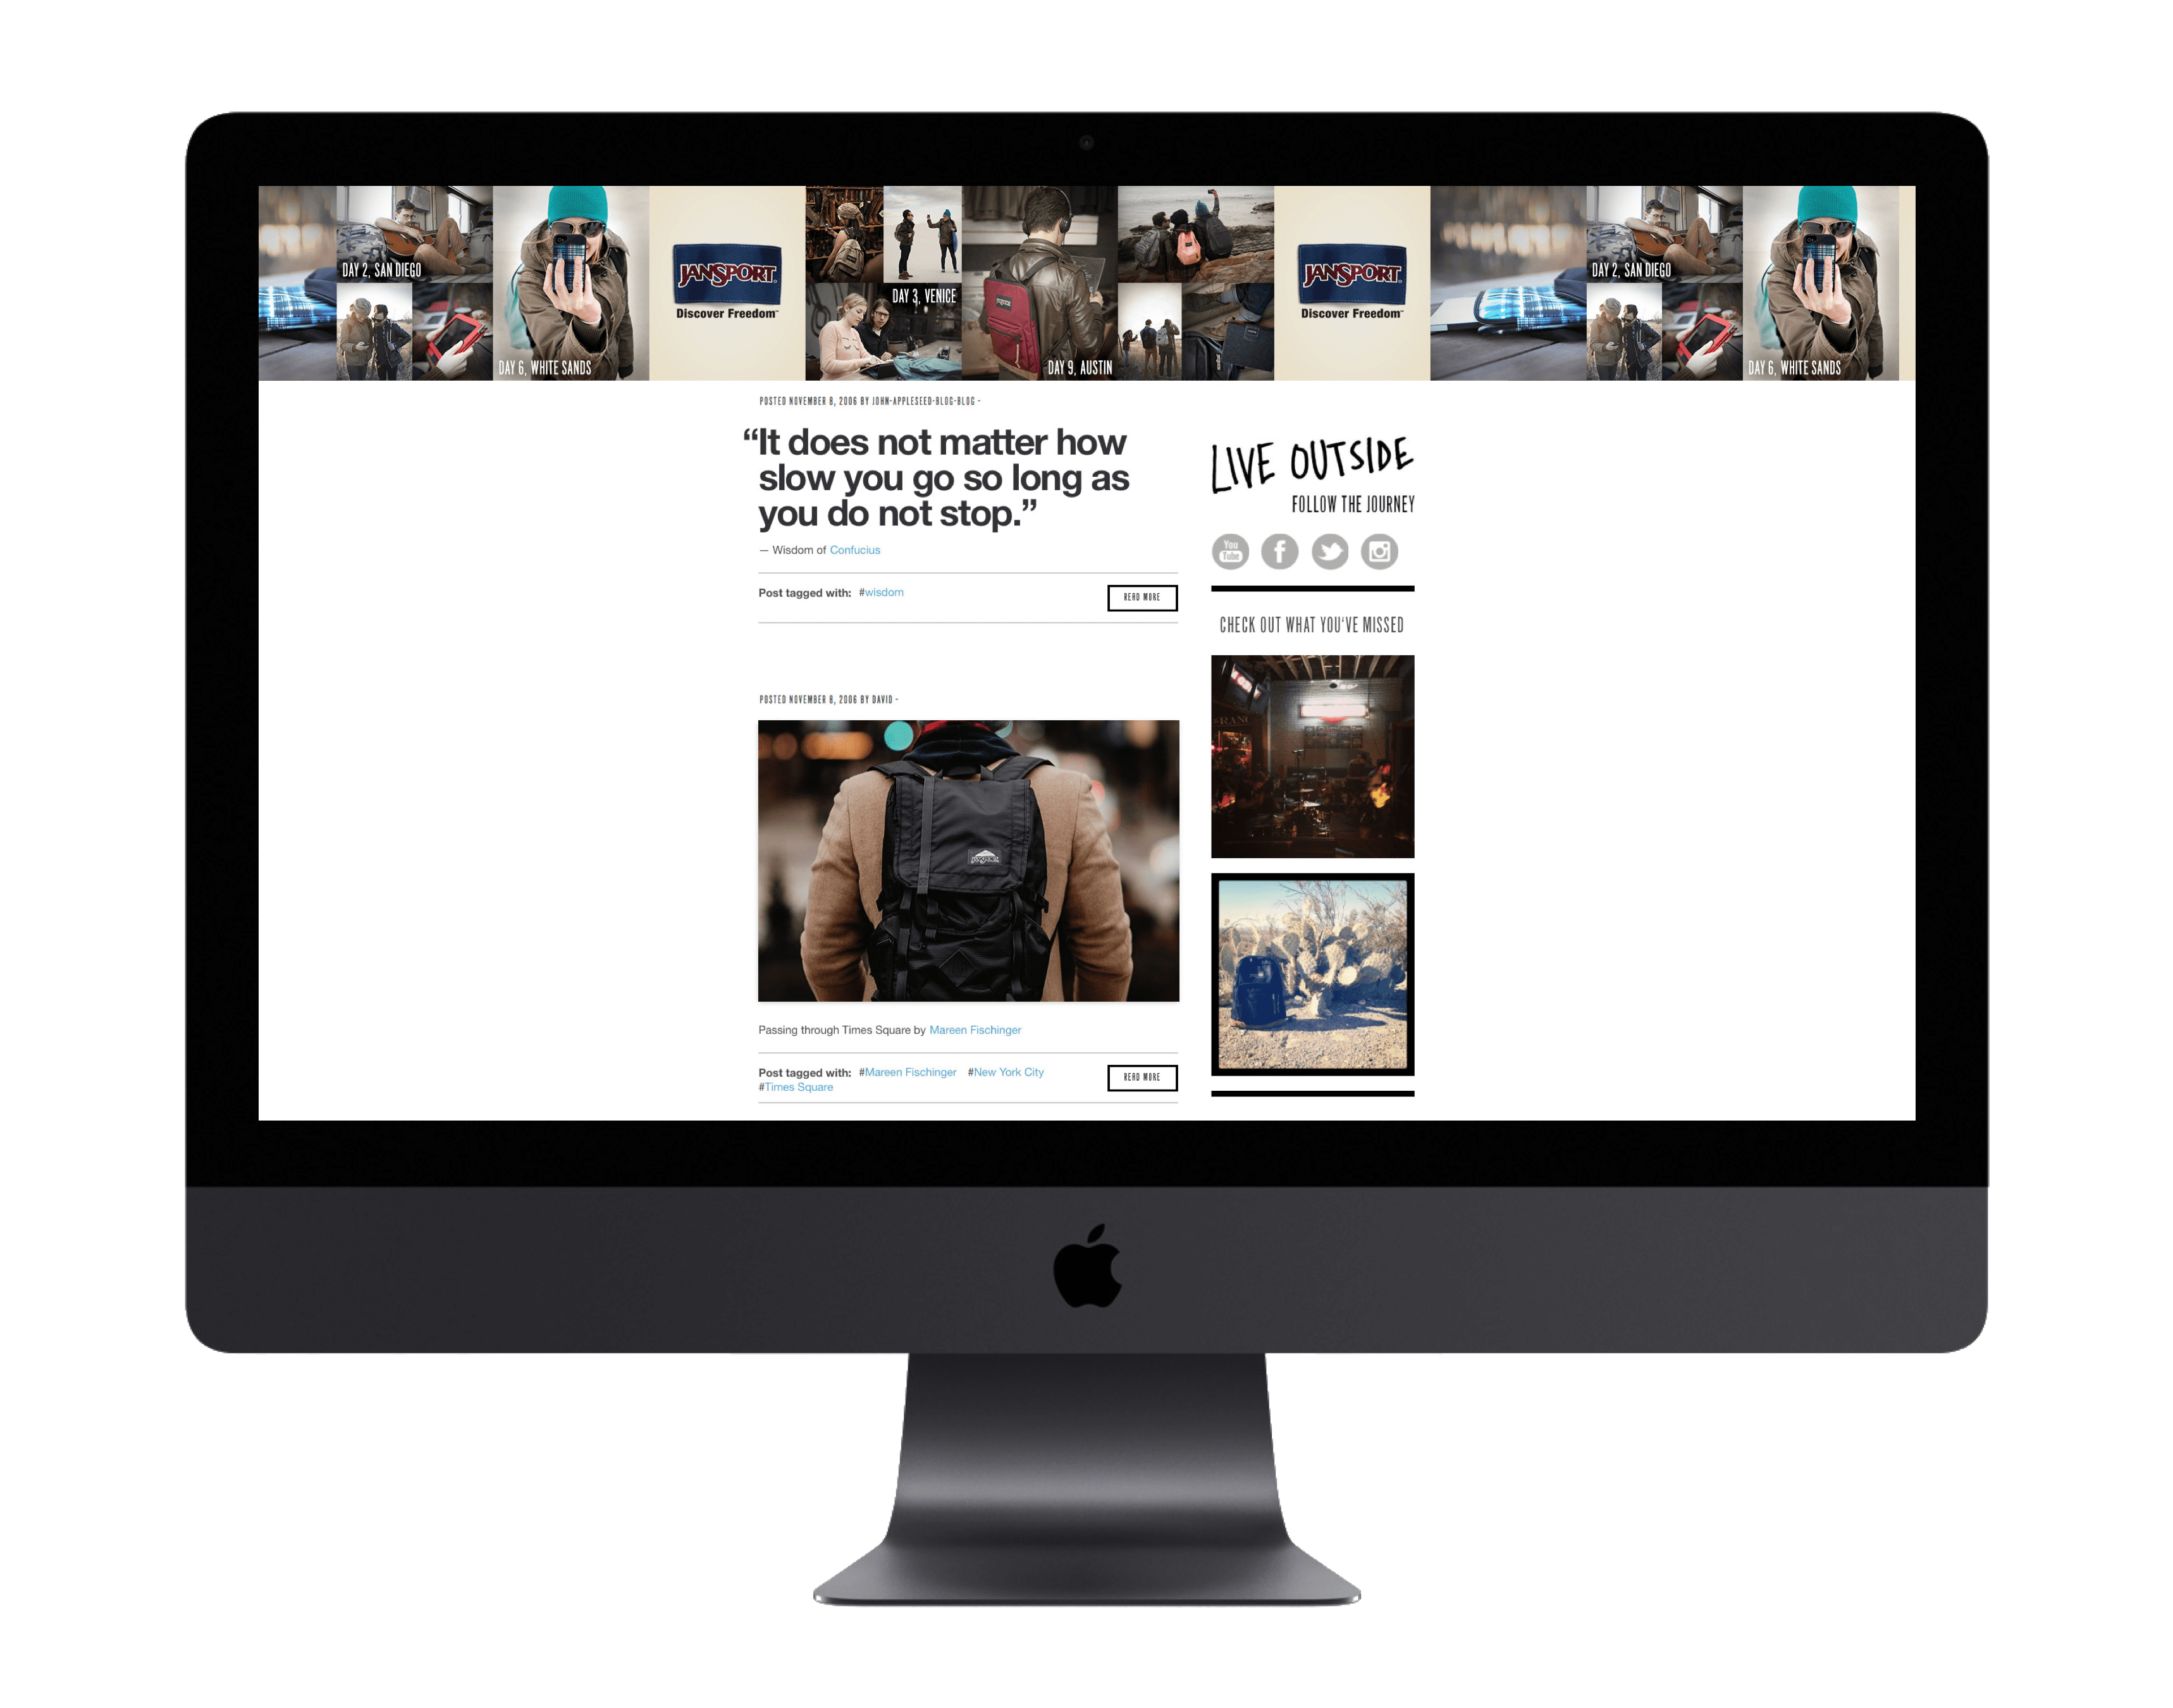 DAY 2, SAN DIEGO
DAY 6, WHITE SANDS
JANSPORT
Discover Freedom™
DAY 3, VENICE
DAY 9, AUSTIN
JANSPORT
Discover Freedom™
DAY 2, SAN DIEGO
DAY 6, WHITE SANDS
POSTED NOVEMBER 8, 2006 BY JOHN-APPLESEED-BLOG-BLOG -
“It does not matter how
slow you go so long as
you do not stop.”
— Wisdom of Confucius
Post tagged with: #wisdom
READ MORE
POSTED NOVEMBER 8, 2006 BY DAVID -
Passing through Times Square by Mareen Fischinger
Post tagged with: #Mareen Fischinger #New York City
#Times Square
READ MORE
LIVE OUTSIDE
FOLLOW THE JOURNEY
You
Tube
CHECK OUT WHAT YOU'VE MISSED